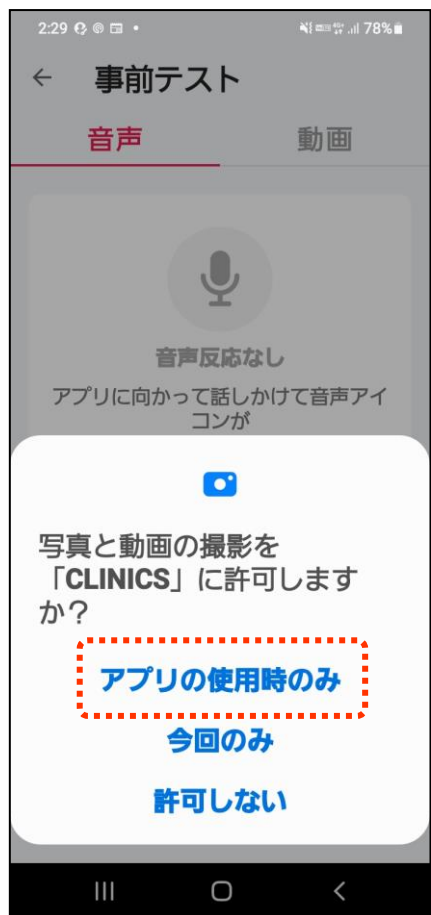 2:29
78%
事前テスト
音声
動画
音声反応なし
アプリに向かって話しかけて音声アイ
コンが
写真と動画の撮影を
「CLINICS」に許可します
か？
アプリの使用時のみ
今回のみ
許可しない